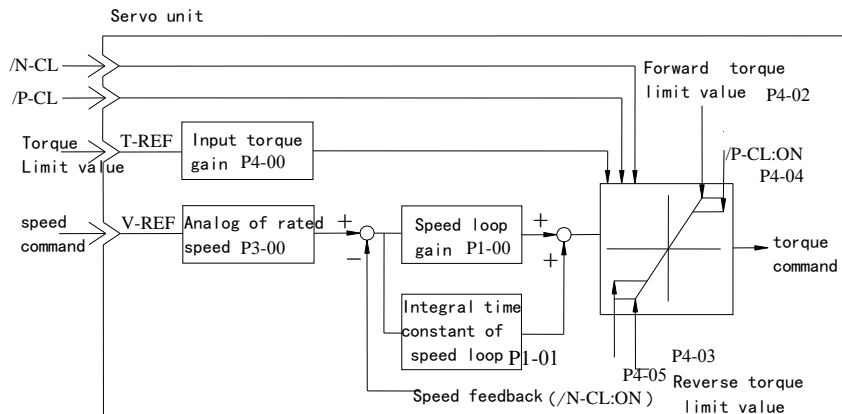 Servo unit
/N-CL
/P-CL
Forward torque
limit value P4-02
Torque
Limit value
T-REF
Input torque
gain P4-00
/P-CL:ON
P4-04
speed
command
V-REF
Analog of rated
speed P3-00
+
−
Speed loop
gain P1-00
+
+
torque
command
Integral time
constant of
speed loop P1-01
P4-03
P4-05 Reverse torque
limit value
Speed feedback (/N-CL:ON)